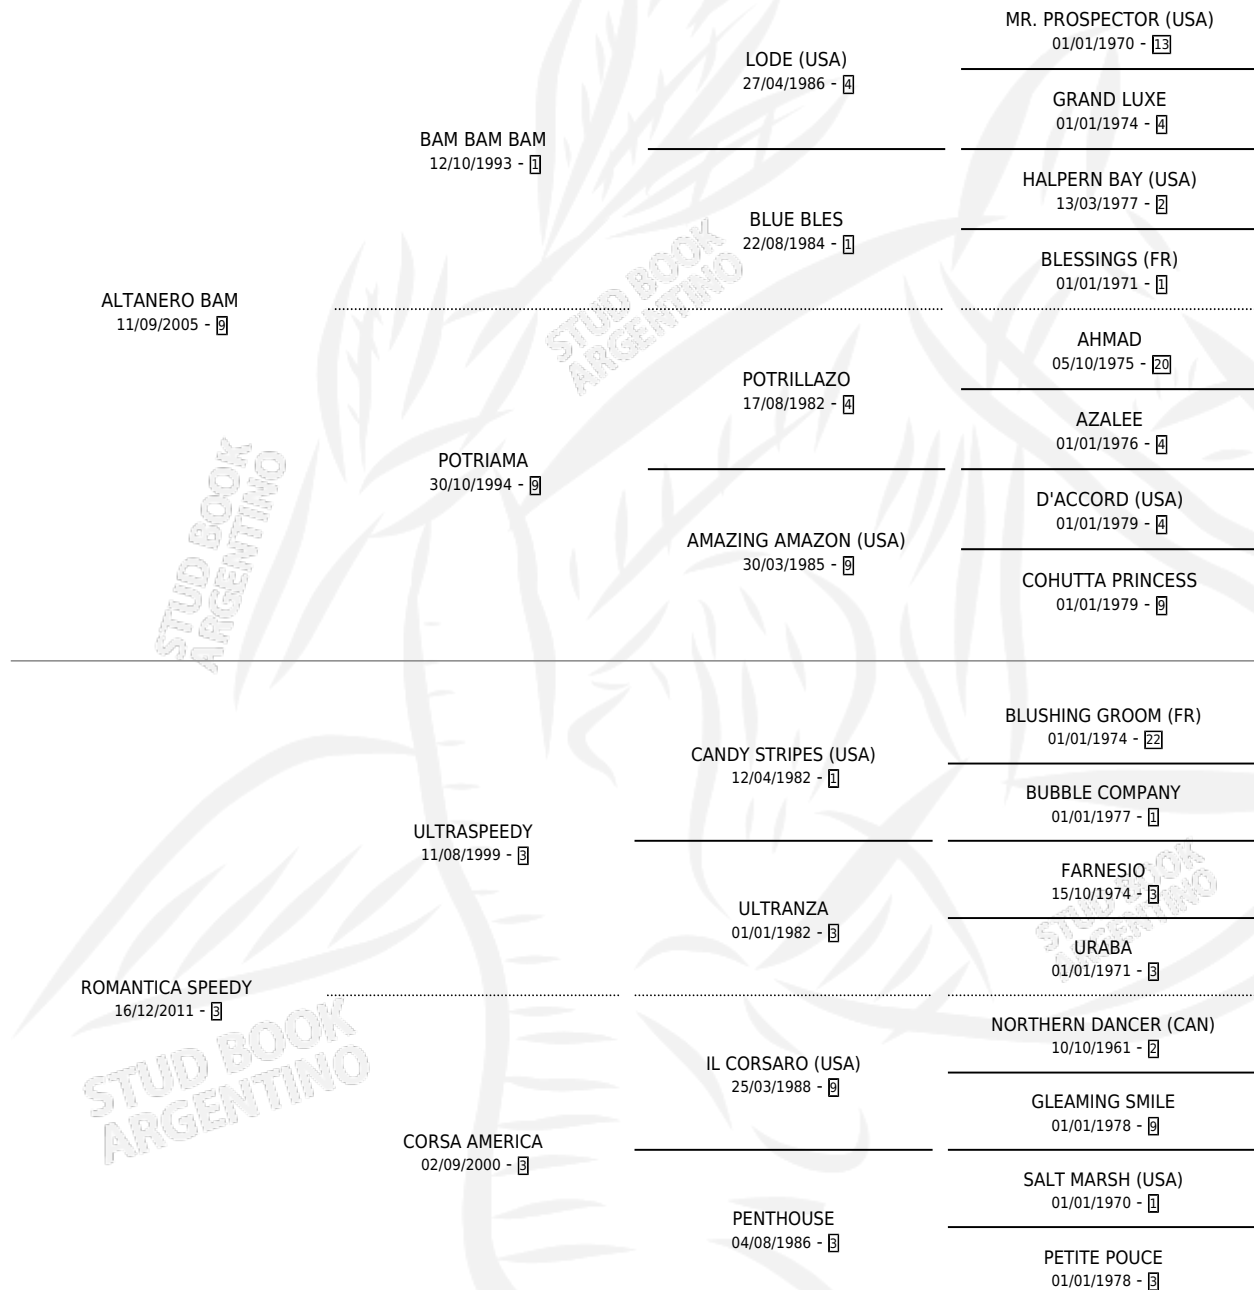 MR. PROSPECTOR (USA)
01/01/1970 - 13
LODE (USA)
27/04/1986 - 4
GRAND LUXE
01/01/1974 - 4
BAM BAM BAM
12/10/1993 - 1
HALPERN BAY (USA)
13/03/1977 - 2
BLUE BLES
22/08/1984 - 1
BLESSINGS (FR)
01/01/1971 - 1
ALTANERO BAM
11/09/2005 - 9
STUD BOOK
ARGENTINO
AHMAD
05/10/1975 - 20
POTRILLAZO
17/08/1982 - 4
AZALEE
01/01/1976 - 4
POTRIAMA
30/10/1994 - 9
D'ACCORD (USA)
01/01/1979 - 4
AMAZING AMAZON (USA)
30/03/1985 - 9
COHUTTA PRINCESS
01/01/1979 - 9
STUD BOOK
ARGENTINO
BLUSHING GROOM (FR)
01/01/1974 - 22
CANDY STRIPES (USA)
12/04/1982 - 1
BUBBLE COMPANY
01/01/1977 - 1
ULTRASPEEDY
11/08/1999 - 3
FARNESIO
15/10/1974 - 3
STUD BOOK
ARGENTINO
ULTRANZA
01/01/1982 - 3
URABA
01/01/1971 - 3
ROMANTICA SPEEDY
16/12/2011 - 3
STUD BOOK
ARGENTINO
NORTHERN DANCER (CAN)
10/10/1961 - 2
IL CORSARO (USA)
25/03/1988 - 9
GLEAMING SMILE
01/01/1978 - 9
CORSA AMERICA
02/09/2000 - 3
SALT MARSH (USA)
01/01/1970 - 1
PENTHOUSE
04/08/1986 - 3
PETITE POUCE
01/01/1978 - 3